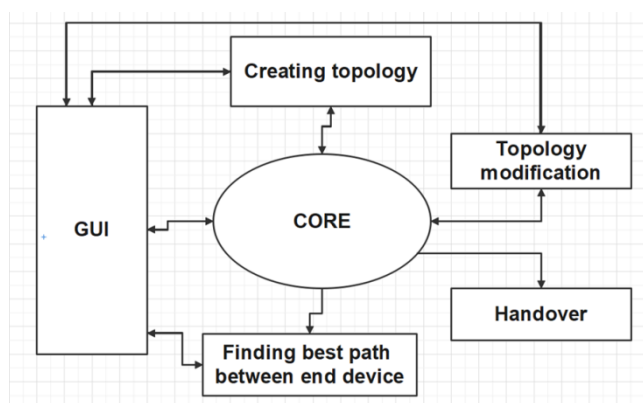 Creating topology
Topology
modification
GUI
CORE
Handover
Finding best path
between end device